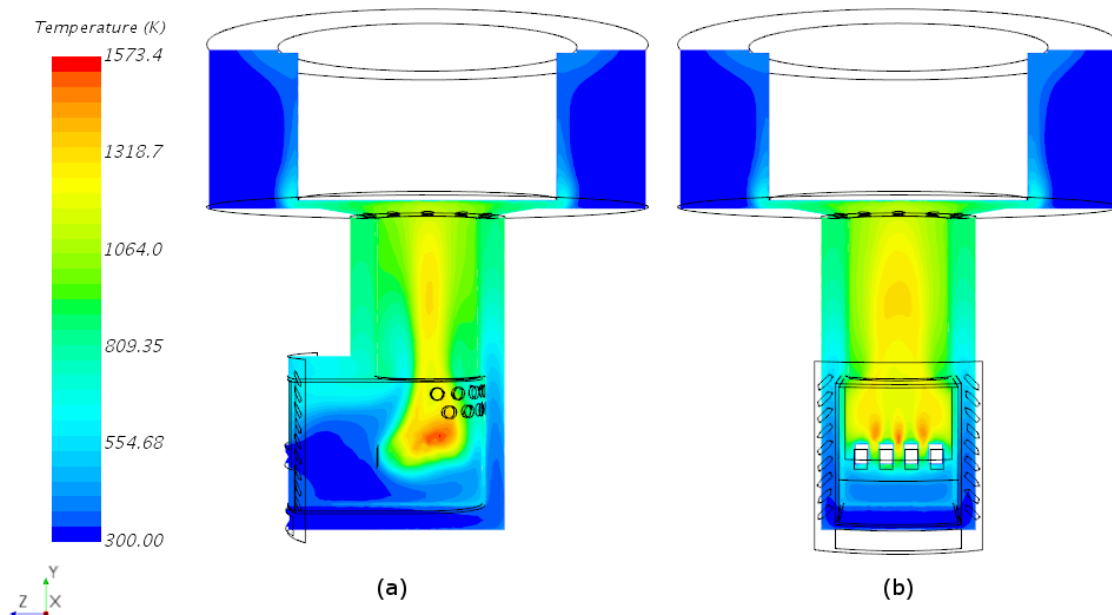 Temperature (K)
1573.4
1318.7
1064.0
809.35
554.68
300.00
Y
Z X
(a) (b)